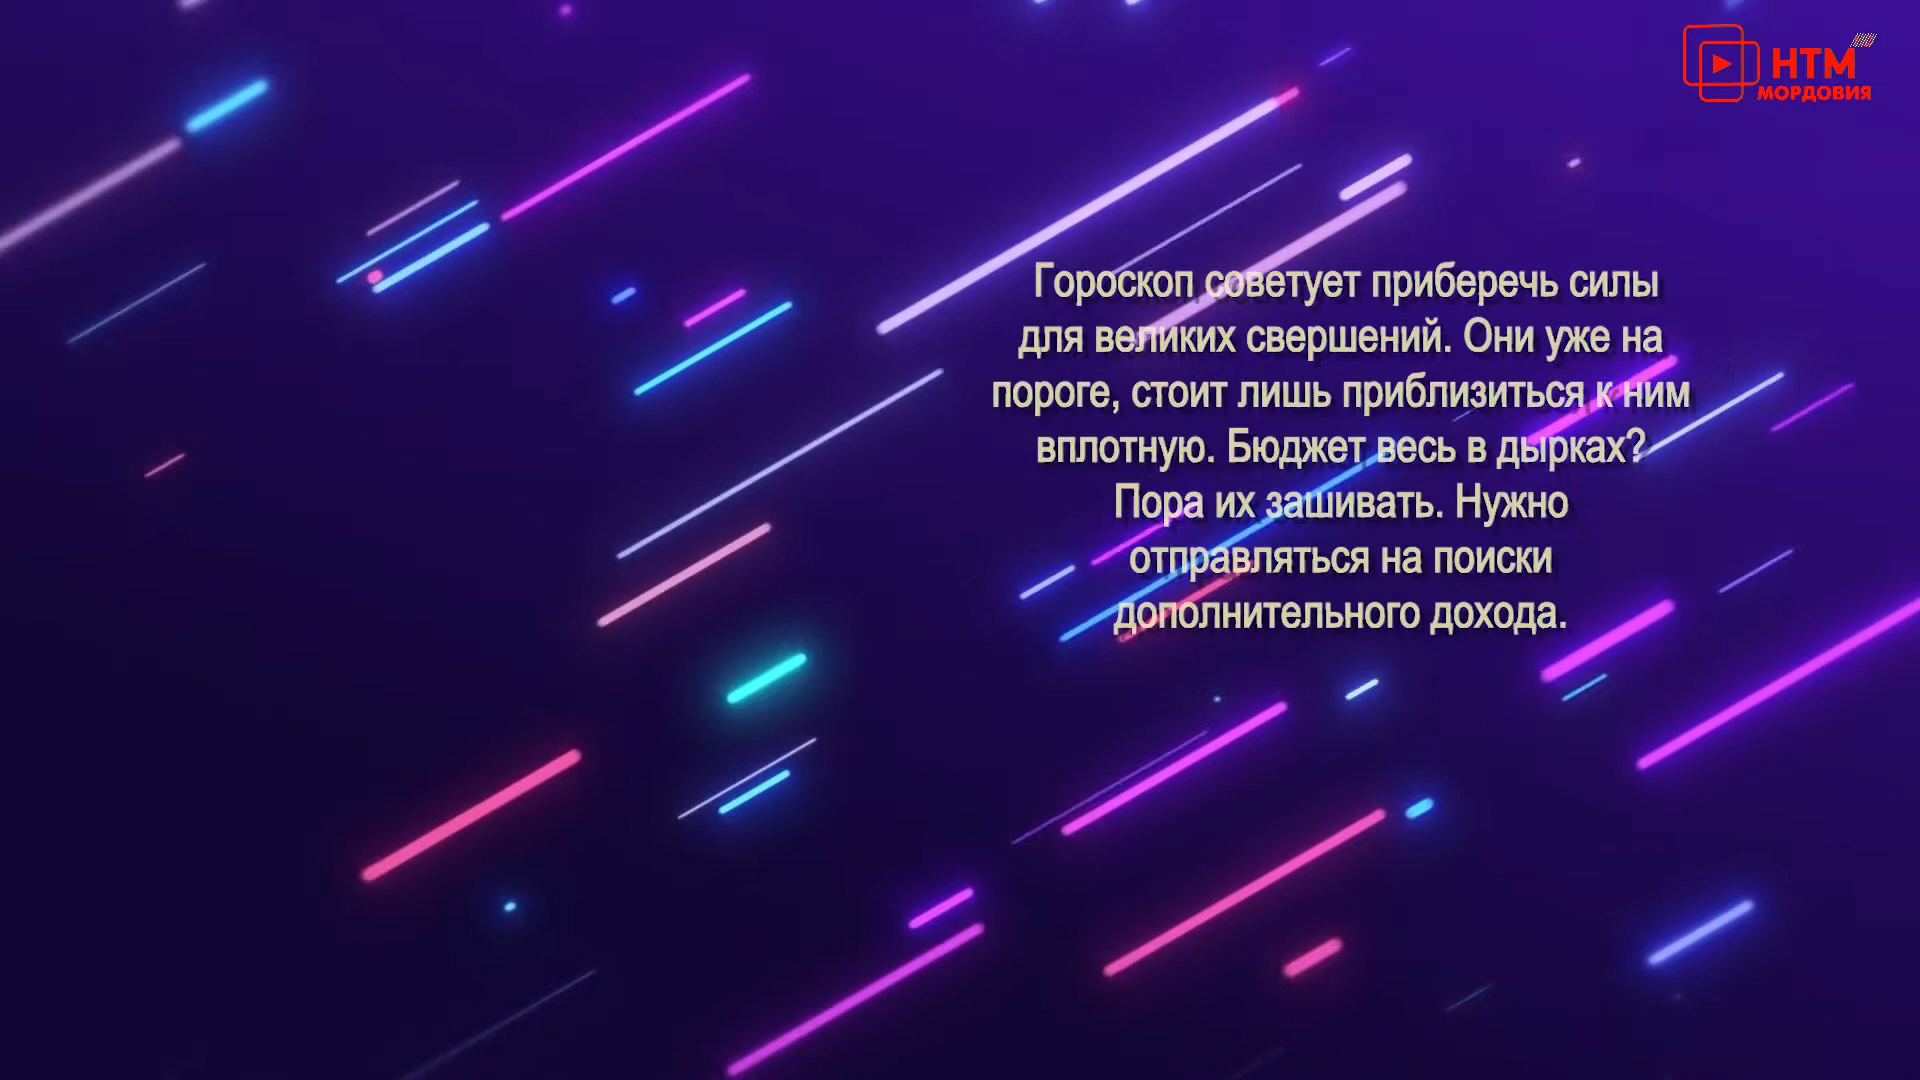 НТМ
МОРДОВИЯ
Гороскоп советует приберечь силы
для великих свершений. Они уже на
пороге, стоит лишь приблизиться к ним
вплотную. Бюджет весь в дырках?
Пора их зашивать. Нужно
отправляться на поиски
дополнительного дохода.